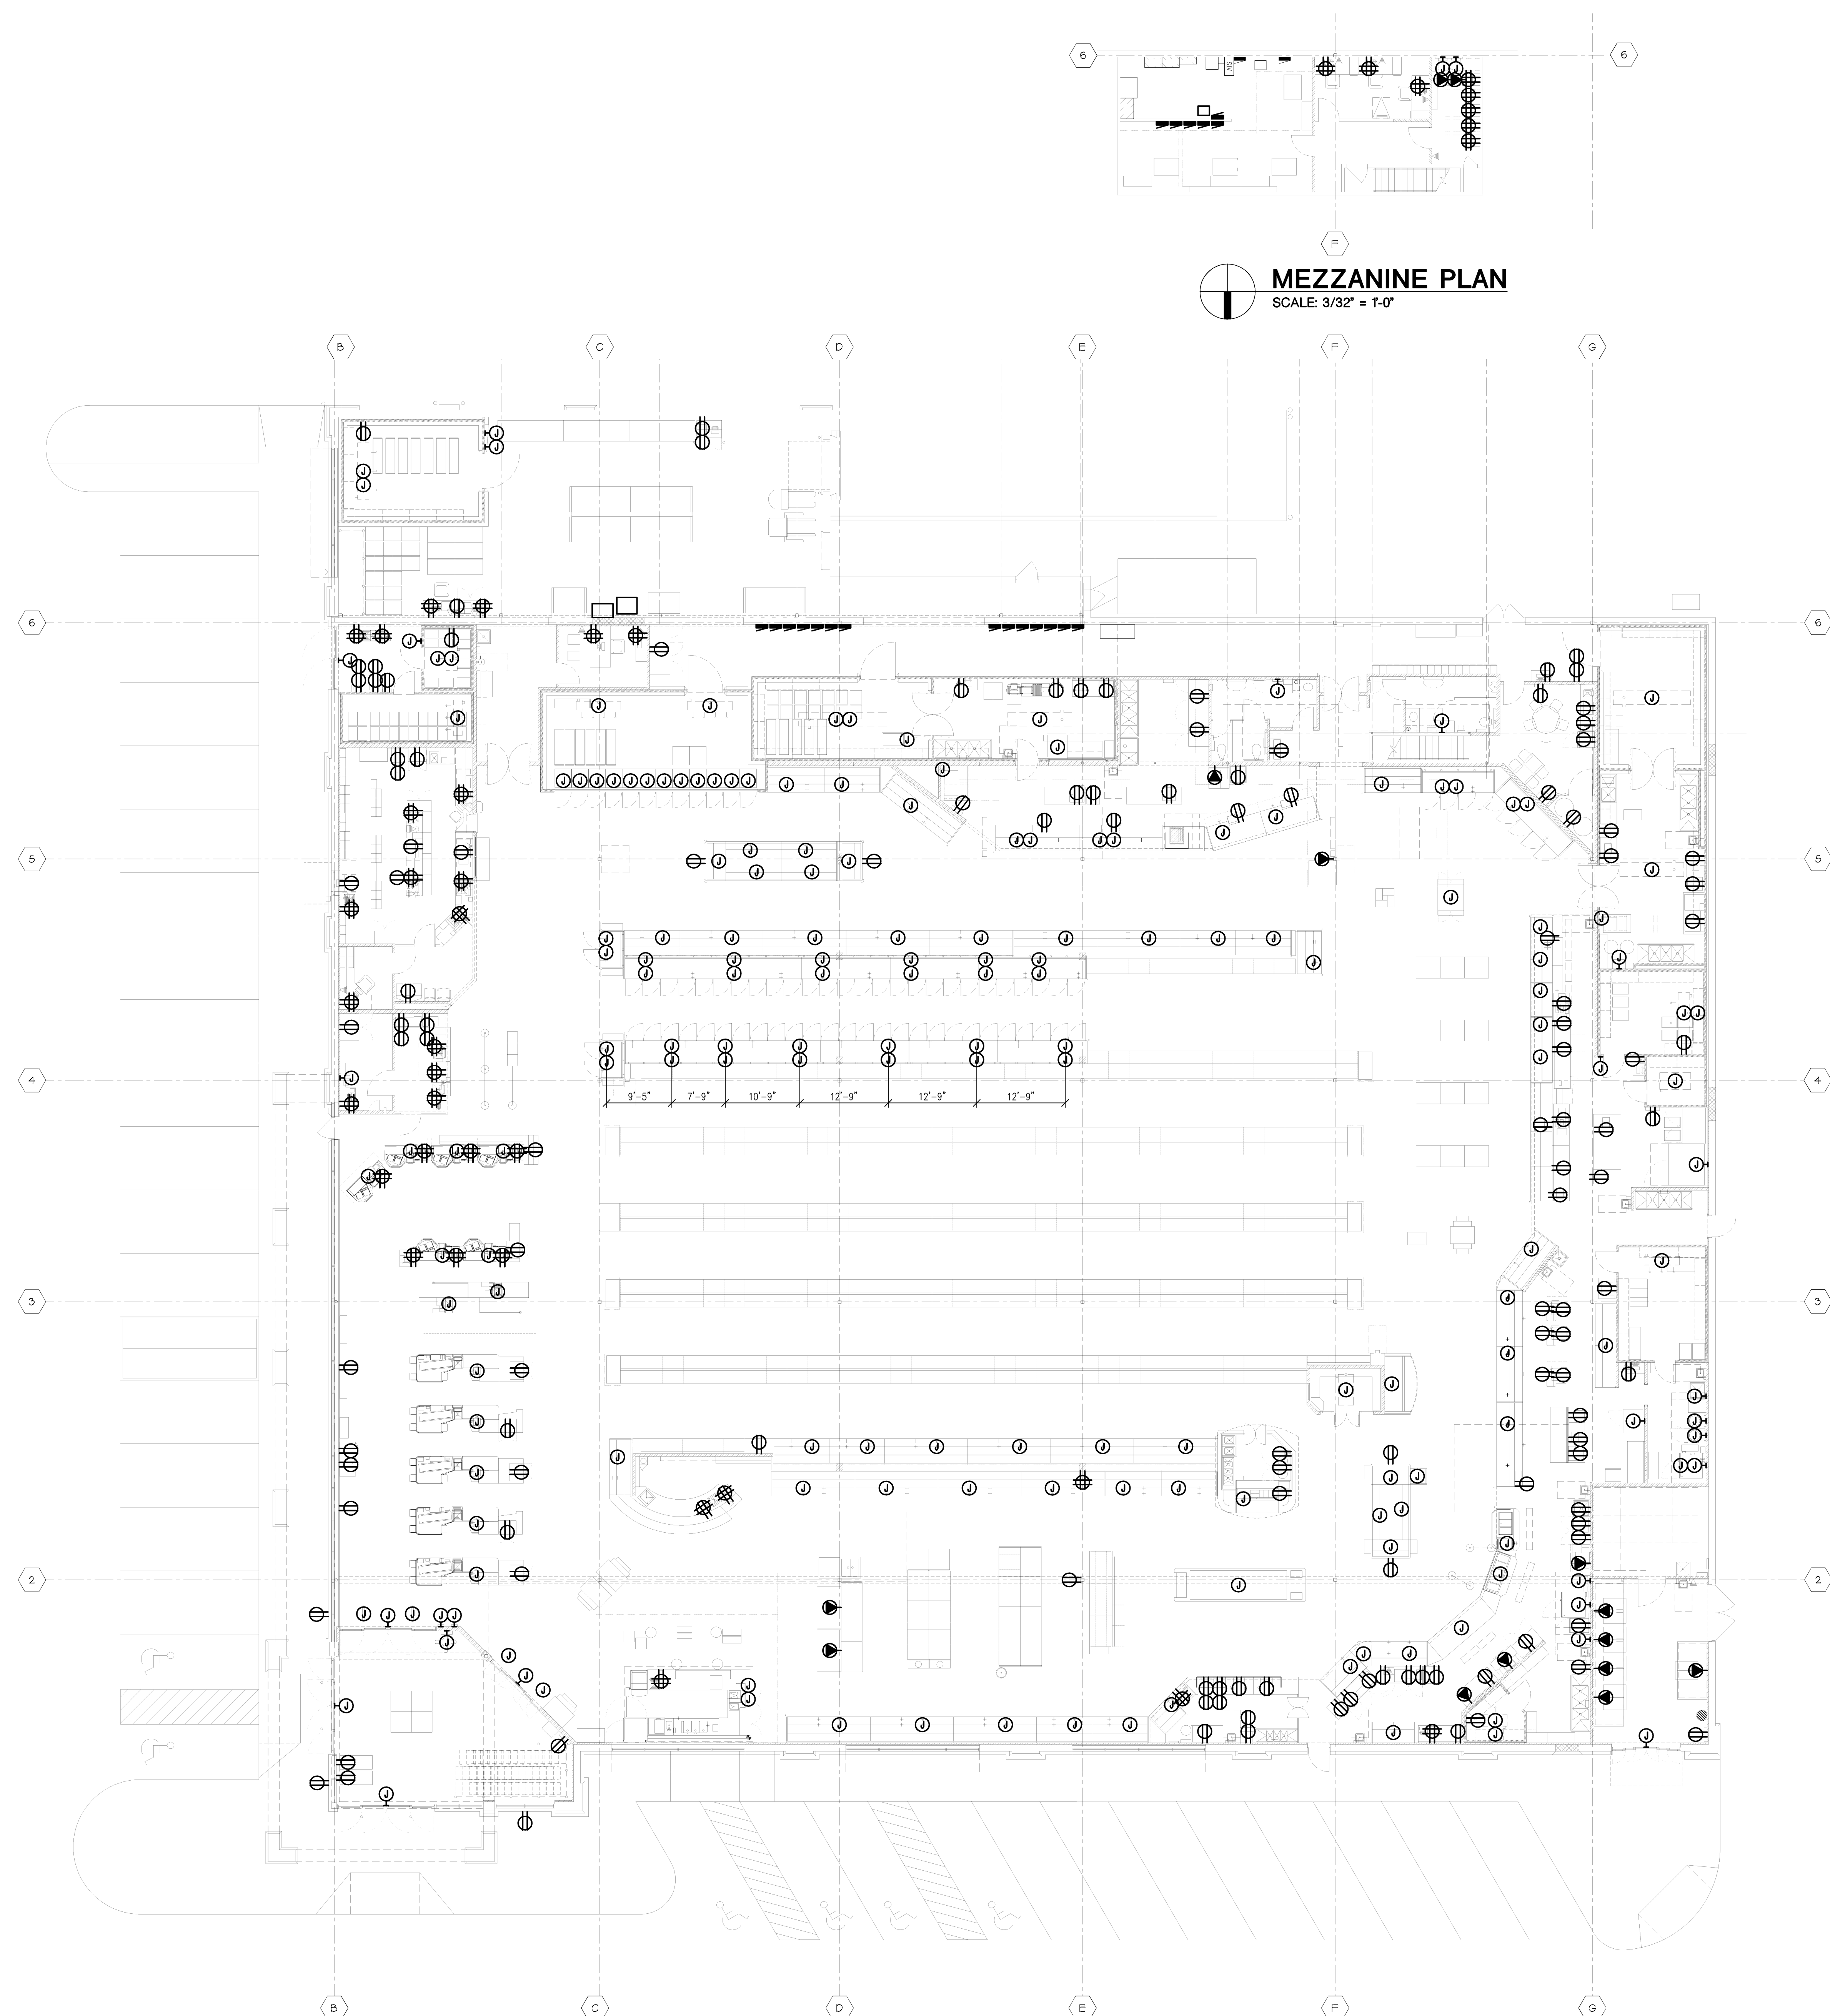 6 6
ATS
F
MEZZANINE PLAN
SCALE: 3/32" = 1'-0"
B C D E F G
6 6
5 5
4 4
9'-5" 7'-9" 10'-9" 12'-9" 12'-9" 12'-9"
3 3
2 2
B C D E F G